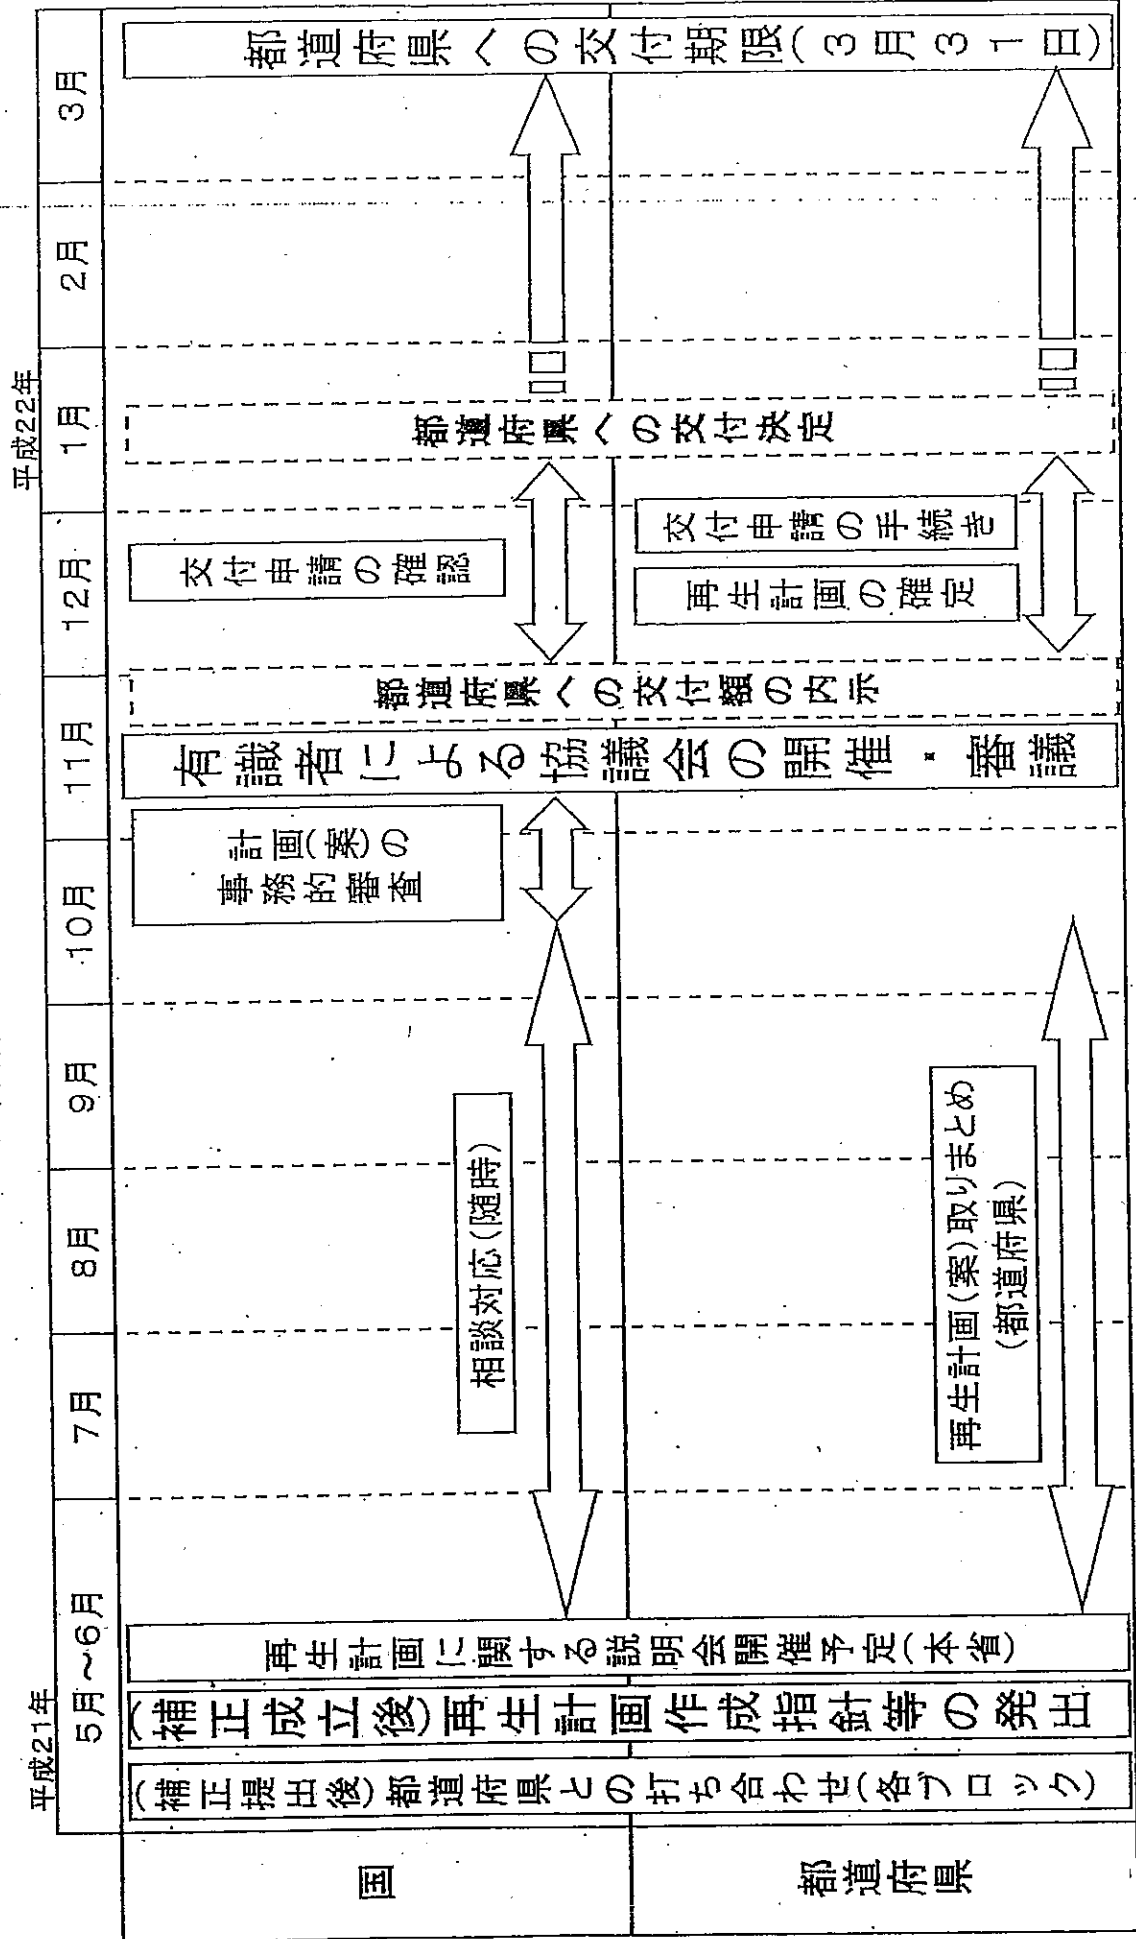 平成21年
平成22年
5月～6月
7月
8月
9月
10月
11月
12月
1月
2月
3月
国
都道府県
(補正提出後)都道府県との打ち合わせ(各ブロック)
(補正成立後)再生計画作成指針等の発出
再生計画に関する説明会開催予定(本省)
相談対応(随時)
再生計画(案)取りまとめ
(都道府県)
計画(案)の
事務的審査
有識者による協議会の開催・審議
都道府県への交付額の内示
交付申請の確認
交付申請の手続き
再生計画の確定
都道府県への交付決定
都道府県への交付期限(3月31日)